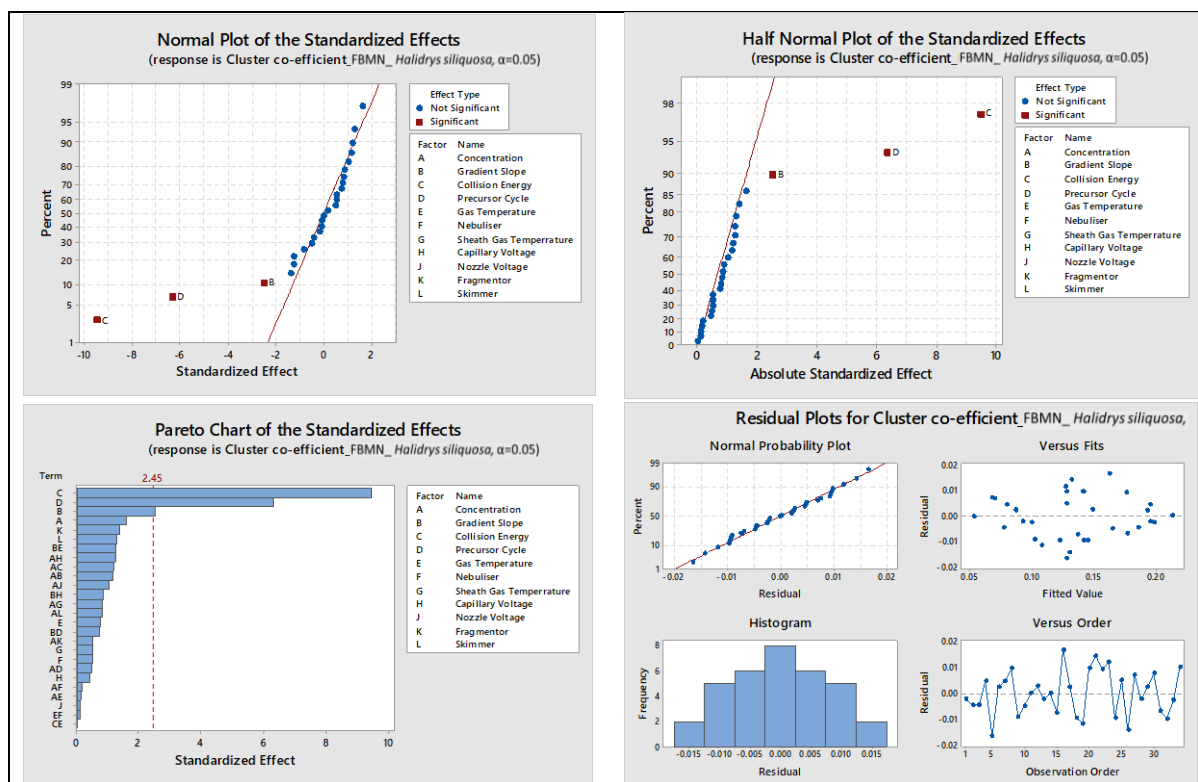 Normal Plot of the Standardized Effects
(response is Cluster co-efficient_FBMN_ Halidrys siliquosa, α=0.05)
99
95
90
80
70
60
50
40
30
20
10
5
1
Percent
C
D
B
-10 -8 -6 -4 -2 0 2
Standardized Effect
Effect Type
Not Significant
Significant
Factor Name
A Concentration
B Gradient Slope
C Collision Energy
D Precursor Cycle
E Gas Temperature
F Nebuliser
G Sheath Gas Temperrature
H Capillary Voltage
J Nozzle Voltage
K Fragmentor
L Skimmer
Half Normal Plot of the Standardized Effects
(response is Cluster co-efficient_FBMN_ Halidrys siliquosa, α=0.05)
98
95
90
85
80
70
60
50
40
30
20
10
0
Percent
C
D
B
0 2 4 6 8 10
Absolute Standardized Effect
Effect Type
Not Significant
Significant
Factor Name
A Concentration
B Gradient Slope
C Collision Energy
D Precursor Cycle
E Gas Temperature
F Nebuliser
G Sheath Gas Temperrature
H Capillary Voltage
J Nozzle Voltage
K Fragmentor
L Skimmer
Pareto Chart of the Standardized Effects
(response is Cluster co-efficient_FBMN_ Halidrys siliquosa, α=0.05)
Term
2.45
C
D
B
A
K
L
BE
AH
AC
AB
AJ
BH
AG
AL
E
BD
AK
G
F
AD
H
AF
AE
J
EF
CE
0 2 4 6 8 10
Standardized Effect
Factor Name
A Concentration
B Gradient Slope
C Collision Energy
D Precursor Cycle
E Gas Temperature
F Nebuliser
G Sheath Gas Temperrature
H Capillary Voltage
J Nozzle Voltage
K Fragmentor
L Skimmer
Residual Plots for Cluster co-efficient_FBMN_ Halidrys siliquosa,
Normal Probability Plot
99
90
50
10
1
Percent
-0.02 -0.01 0.00 0.01 0.02
Residual
Versus Fits
0.02
0.01
0.00
-0.01
-0.02
Residual
0.05 0.10 0.15 0.20
Fitted Value
Histogram
8
6
4
2
0
Frequency
-0.015 -0.010 -0.005 0.000 0.005 0.010 0.015
Residual
Versus Order
0.02
0.01
0.00
-0.01
-0.02
Residual
1 5 10 15 20 25 30
Observation Order